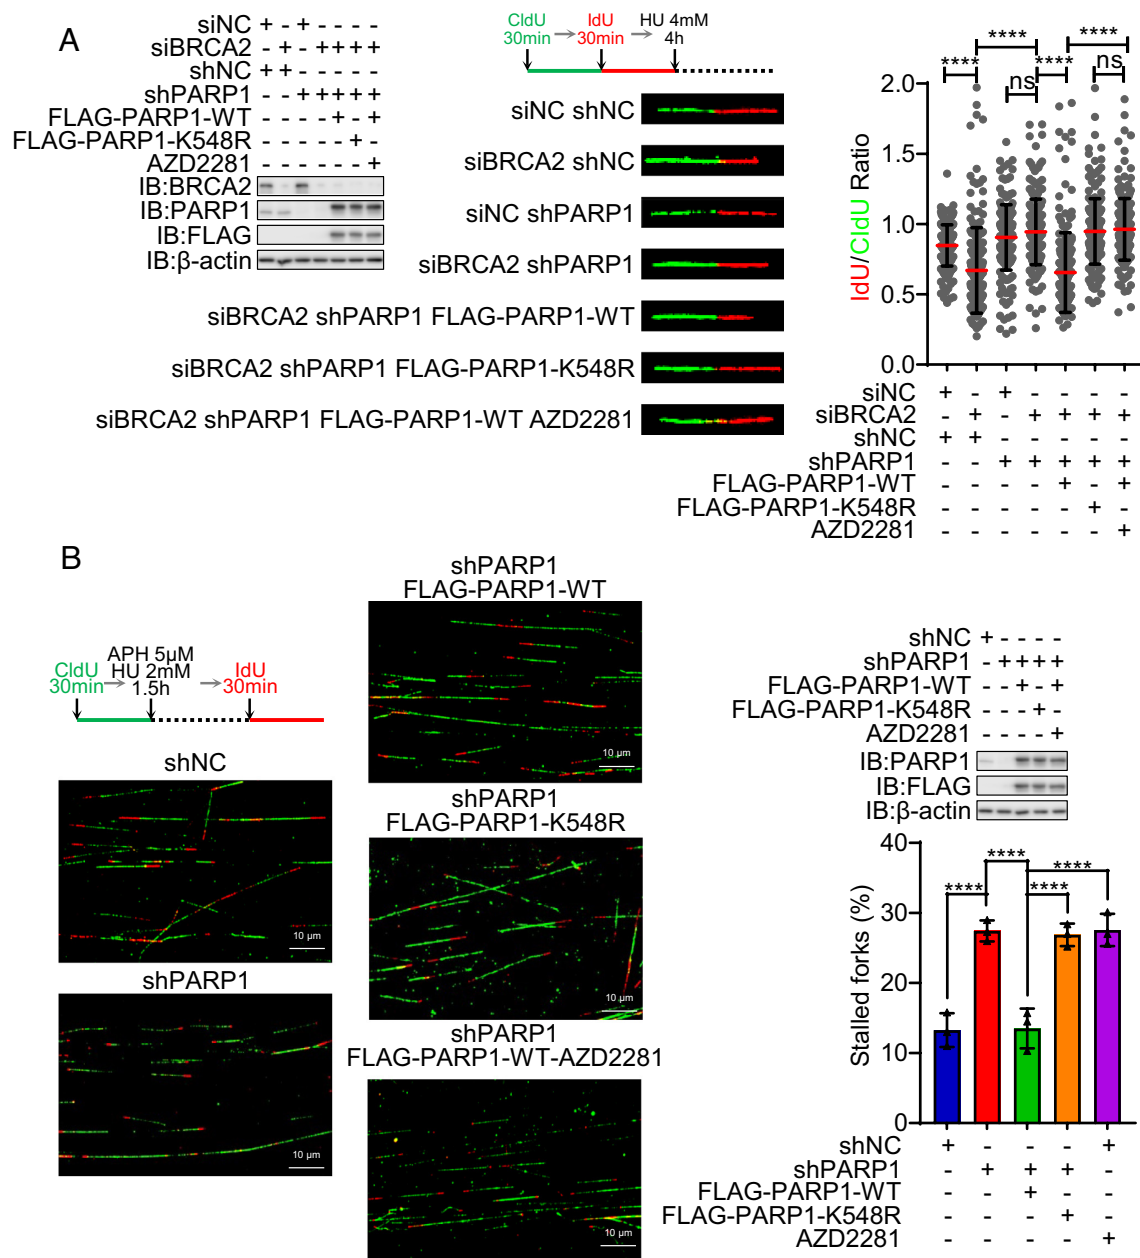 A
siNC + - + - - - -
siBRCA2 - + - + + + +
shNC + + - - - - -
shPARP1 - - + + + + +
FLAG-PARP1-WT - - - - + - +
FLAG-PARP1-K548R - - - - - + -
AZD2281 - - - - - - +
IB:BRCA2
IB:PARP1
IB:FLAG
IB:β-actin
CldU IdU HU 4mM
30min 30min 4h
siNC shNC
siBRCA2 shNC
siNC shPARP1
siBRCA2 shPARP1
siBRCA2 shPARP1 FLAG-PARP1-WT
siBRCA2 shPARP1 FLAG-PARP1-K548R
siBRCA2 shPARP1 FLAG-PARP1-WT AZD2281
**** ****
**** ns **** ns
IdU/CldU Ratio
2.0
1.5
1.0
0.5
0.0
siNC + - + - - - -
siBRCA2 - + - + + + +
shNC + + - - - - -
shPARP1 - - + + + + +
FLAG-PARP1-WT - - - - + - +
FLAG-PARP1-K548R - - - - - + -
AZD2281 - - - - - - +
B
CldU
30min
APH 5μM
HU 2mM
1.5h
IdU
30min
shNC
10 μm
shPARP1
10 μm
shPARP1
FLAG-PARP1-WT
10 μm
shPARP1
FLAG-PARP1-K548R
10 μm
shPARP1
FLAG-PARP1-WT-AZD2281
10 μm
shNC + - - - -
shPARP1 - + + + +
FLAG-PARP1-WT - - + - +
FLAG-PARP1-K548R - - - + -
AZD2281 - - - - +
IB:PARP1
IB:FLAG
IB:β-actin
Stalled forks (%)
40
30
20
10
0
**** **** **** ****
shNC + - - - +
shPARP1 - + + + -
FLAG-PARP1-WT - - + - -
FLAG-PARP1-K548R - - - + -
AZD2281 - - - - +